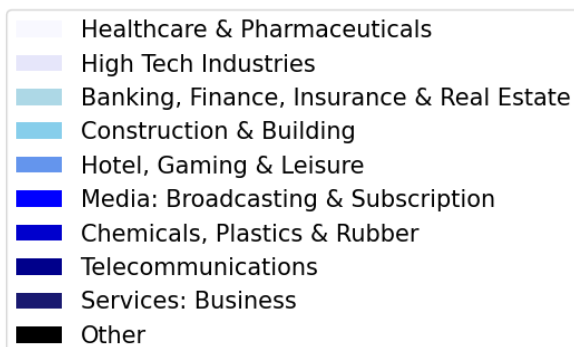 Healthcare & Pharmaceuticals
High Tech Industries
Banking, Finance, Insurance & Real Estate
Construction & Building
Hotel, Gaming & Leisure
Media: Broadcasting & Subscription
Chemicals, Plastics & Rubber
Telecommunications
Services: Business
Other